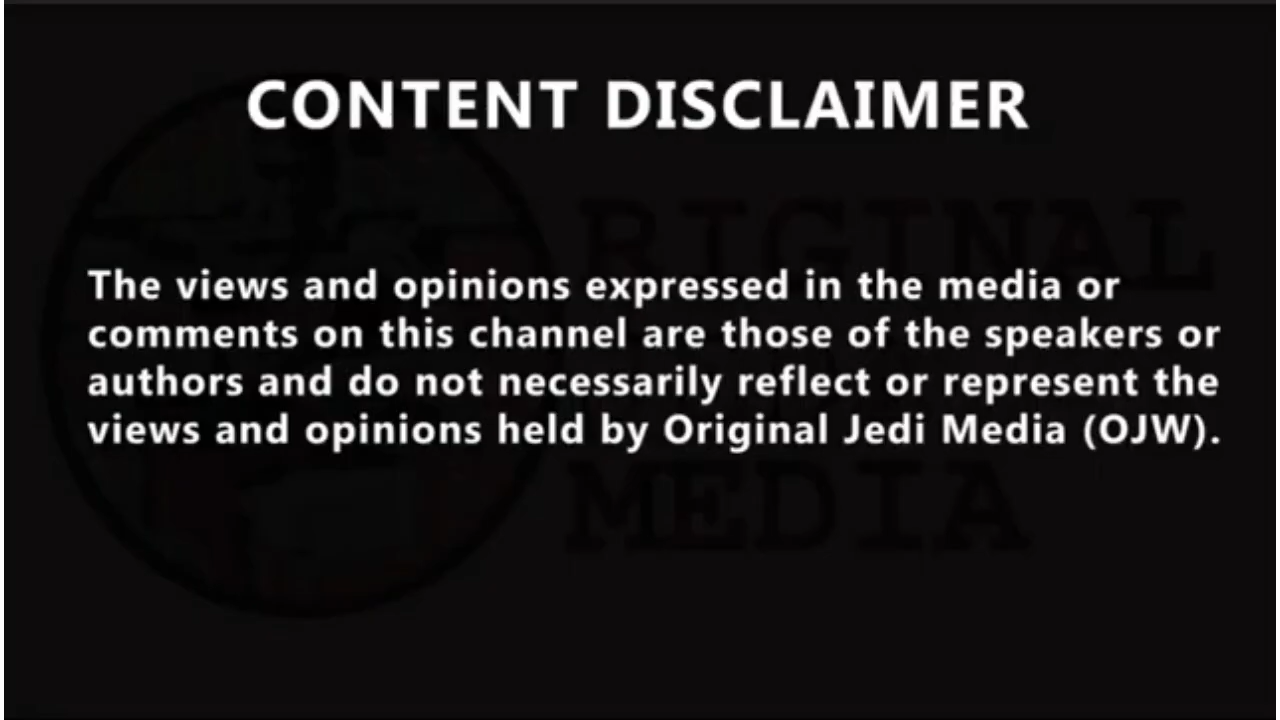 CONTENT DISCLAIMER
RIGINAL
The views and opinions expressed in the media or
comments on this channel are those of the speakers or
authors and do not necessarily reflect or represent the
views and opinions held by Original Jedi Media (OJW).
MEDIA